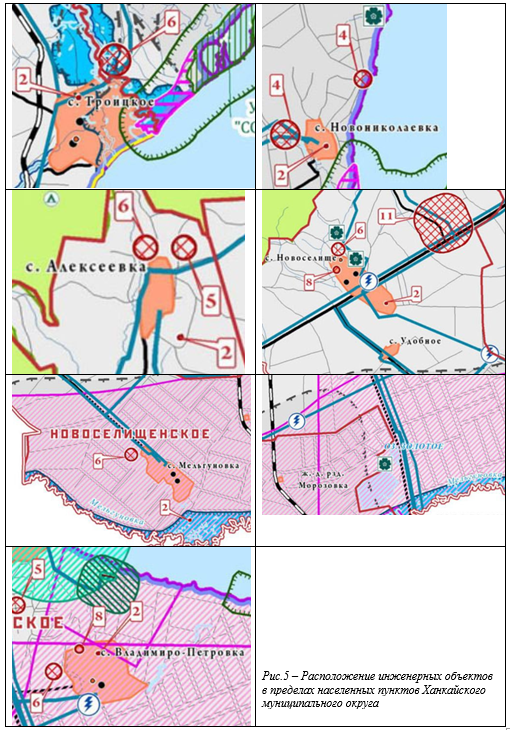 6
2
с. Троицкое
4
4
с. Новониколаевка
2
6
с. Алексеевка
5
2
11
6
с. Новоселище
8
2
с. Удобное
НОВОСЕЛИЩЕНСКОЕ
6
с. Мельгуновка
Мельгуновка
2
ж.-д. рзд.
Морозовка
Мельгуновка
5
СКОЕ
8
2
с. Владимиро-Петровка
6
Рис.5 – Расположение инженерных объектов
в пределах населенных пунктов Ханкайского
муниципального округа